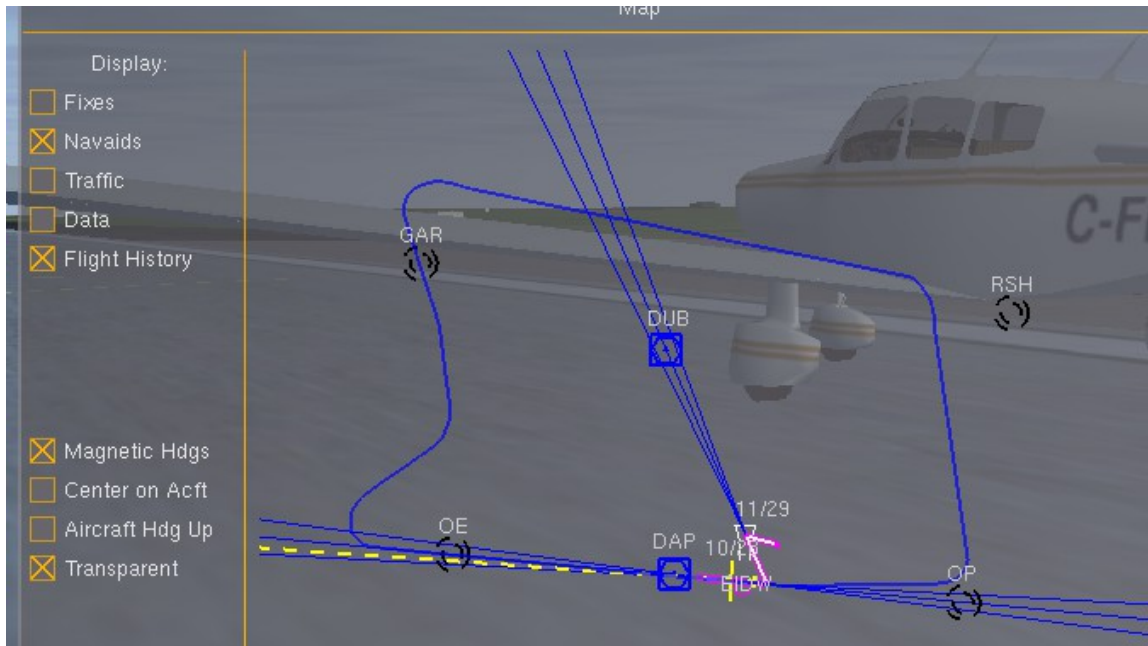 Map
Display:
Fixes
Navaids
Traffic
Data
Flight History
Magnetic Hdgs
Center on Acft
Aircraft Hdg Up
Transparent
GAR
RSH
DUB
C-F
11/29
OE
DAP
EIDW
OP